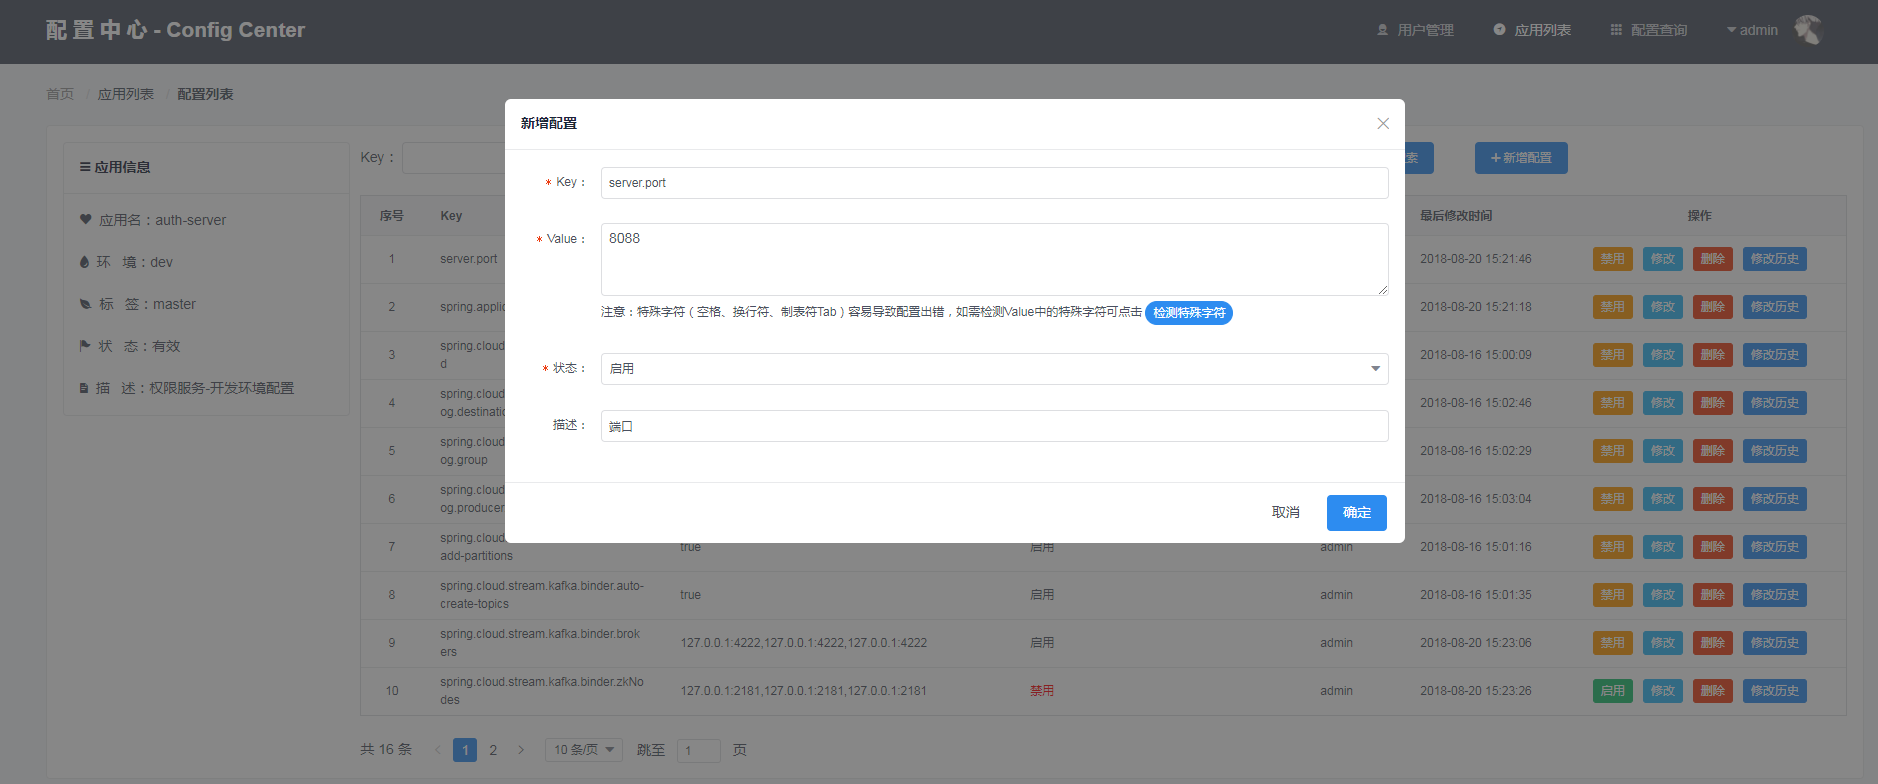 配 置 中 心 - Config Center
用户管理
应用列表
配置查询
admin
首页 / 应用列表 / 配置列表
应用信息
应用名：auth-server
环 境：dev
标 签：master
状 态：有效
描 述：权限服务-开发环境配置
Key：
索
+新增配置
新增配置
* Key：
server.port
* Value：
8088
注意：特殊字符（空格、换行符、制表符Tab）容易导致配置出错，如需检测Value中的特殊字符可点击 检测特殊字符
* 状态：
启用
描述：
端口
取消
确定
序号 Key 最后修改时间 操作
1 server.port 2018-08-20 15:21:46 禁用 修改 删除 修改历史
2 spring.applic 2018-08-20 15:21:18 禁用 修改 删除 修改历史
3 spring.cloud 2018-08-16 15:00:09 禁用 修改 删除 修改历史
d
4 spring.cloud 2018-08-16 15:02:46 禁用 修改 删除 修改历史
og.destinatio
5 spring.cloud 2018-08-16 15:02:29 禁用 修改 删除 修改历史
og.group
6 spring.cloud 2018-08-16 15:03:04 禁用 修改 删除 修改历史
og.producer
7 spring.cloud true 启用 admin 2018-08-16 15:01:16 禁用 修改 删除 修改历史
add-partitions
8 spring.cloud.stream.kafka.binder.auto- true 启用 admin 2018-08-16 15:01:35 禁用 修改 删除 修改历史
create-topics
9 spring.cloud.stream.kafka.binder.brok 127.0.0.1:4222,127.0.0.1:4222,127.0.0.1:4222 启用 admin 2018-08-20 15:23:06 禁用 修改 删除 修改历史
ers
10 spring.cloud.stream.kafka.binder.zkNo 127.0.0.1:2181,127.0.0.1:2181,127.0.0.1:2181 禁用 admin 2018-08-20 15:23:26 启用 修改 删除 修改历史
des
共 16 条 1 2 10 条/页 跳至 1 页